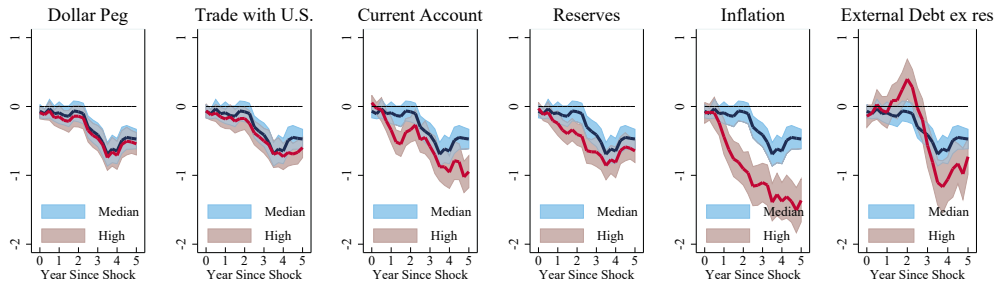 Dollar Peg
1
0
-1
-2
Median
High
0 1 2 3 4 5
Year Since Shock
Trade with U.S.
1
0
-1
-2
Median
High
0 1 2 3 4 5
Year Since Shock
Current Account
1
0
-1
-2
Median
High
0 1 2 3 4 5
Year Since Shock
Reserves
1
0
-1
-2
Median
High
0 1 2 3 4 5
Year Since Shock
Inflation
1
0
-1
-2
Median
High
0 1 2 3 4 5
Year Since Shock
External Debt ex res
1
0
-1
-2
Median
High
0 1 2 3 4 5
Year Since Shock